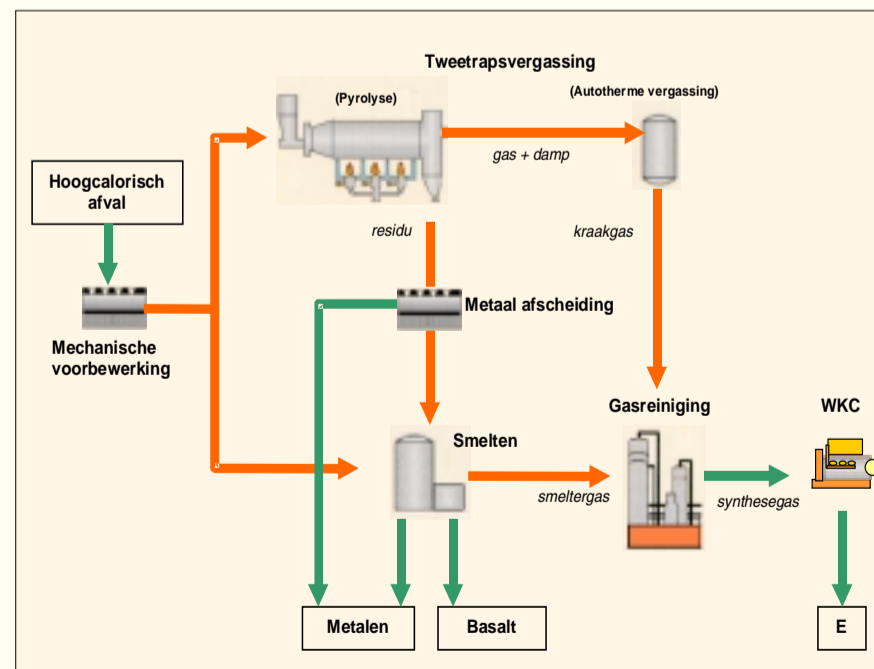 Tweetrapsvergassing
(Pyrolyse)
(Autotherme vergassing)
gas + damp
Hoogcalorisch
afval
residu
kraakgas
Metaal afscheiding
Mechanische
voorbewerking
Gasreiniging
WKC
Smelten
smeltergas
synthesegas
Metalen
Basalt
E